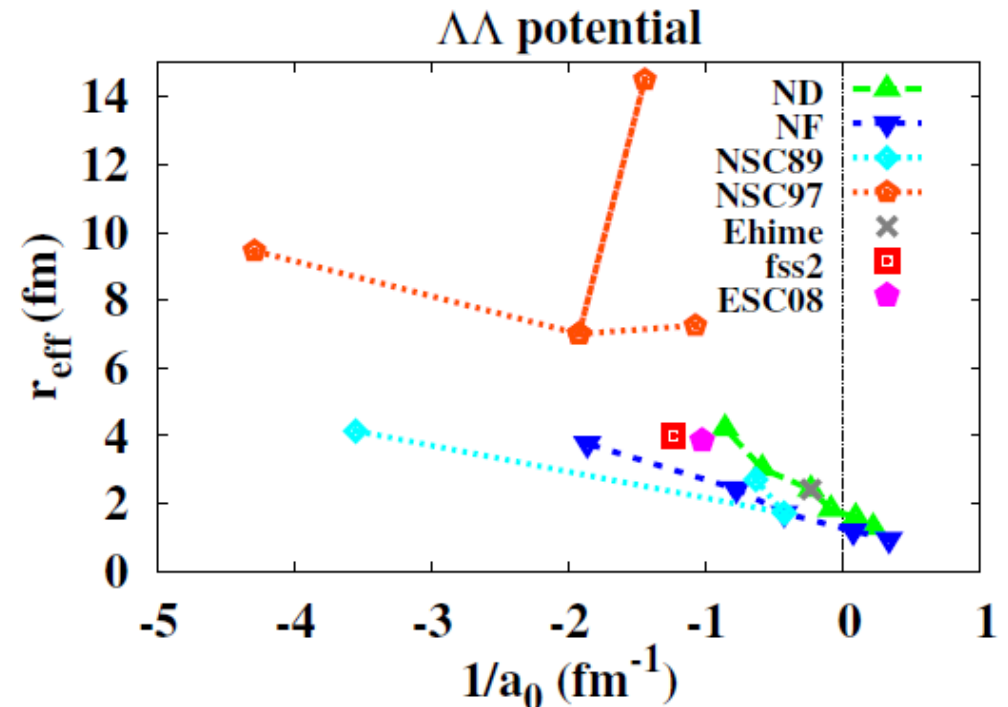 ΛΛ potential
r_eff (fm)
14
12
10
8
6
4
2
0
ND
NF
NSC89
NSC97
Ehime
fss2
ESC08
-5 -4 -3 -2 -1 0 1
1/a_0 (fm^-1)